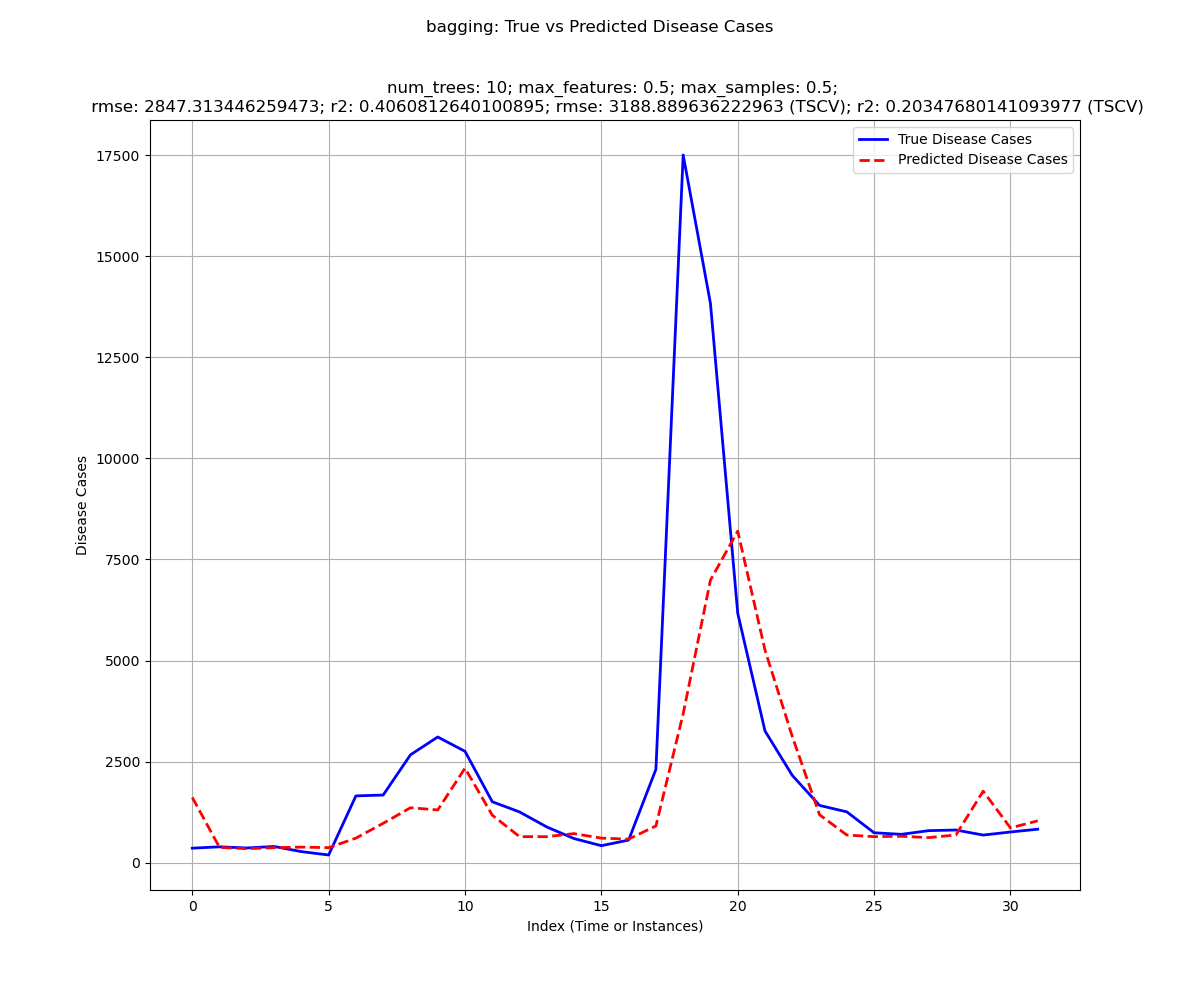 bagging: True vs Predicted Disease Cases
num_trees: 10; max_features: 0.5; max_samples: 0.5;
rmse: 2847.313446259473; r2: 0.4060812640100895; rmse: 3188.889636222963 (TSCV); r2: 0.20347680141093977 (TSCV)
True Disease Cases
Predicted Disease Cases
17500
15000
12500
10000
7500
5000
2500
0
Disease Cases
0 5 10 15 20 25 30
Index (Time or Instances)